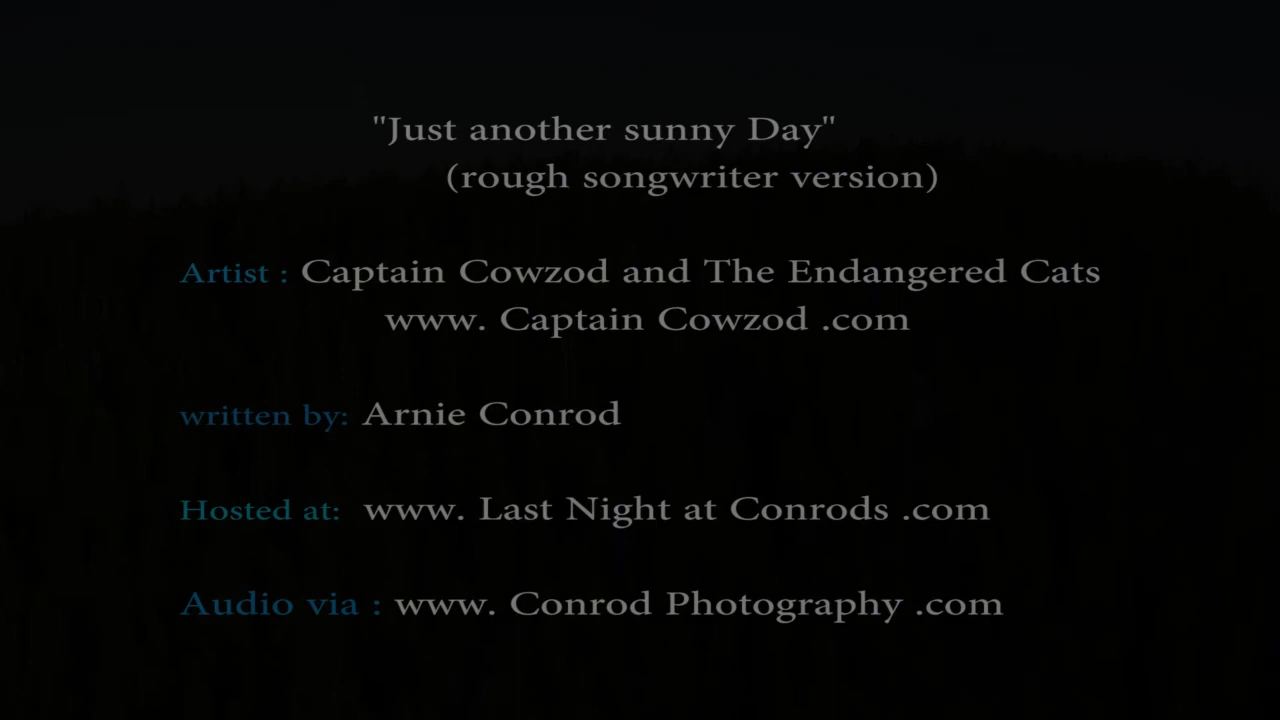 "Just another sunny Day"
(rough songwriter version)
Artist : Captain Cowzod and The Endangered Cats
www. Captain Cowzod .com
written by: Arnie Conrod
Hosted at: www. Last Night at Conrods .com
Audio via : www. Conrod Photography .com